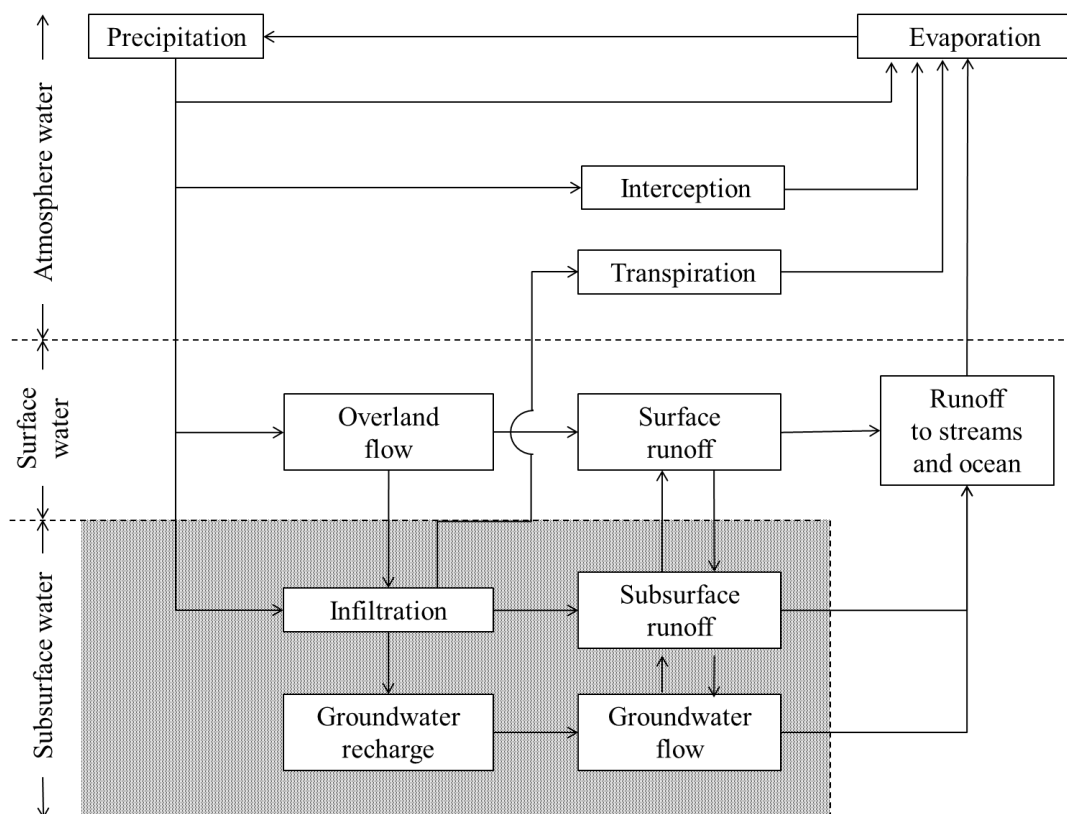 Precipitation
Evaporation
Atmosphere water
Interception
Transpiration
Surface
water
Overland
flow
Surface
runoff
Runoff
to streams
and ocean
Subsurface water
Infiltration
Subsurface
runoff
Groundwater
recharge
Groundwater
flow